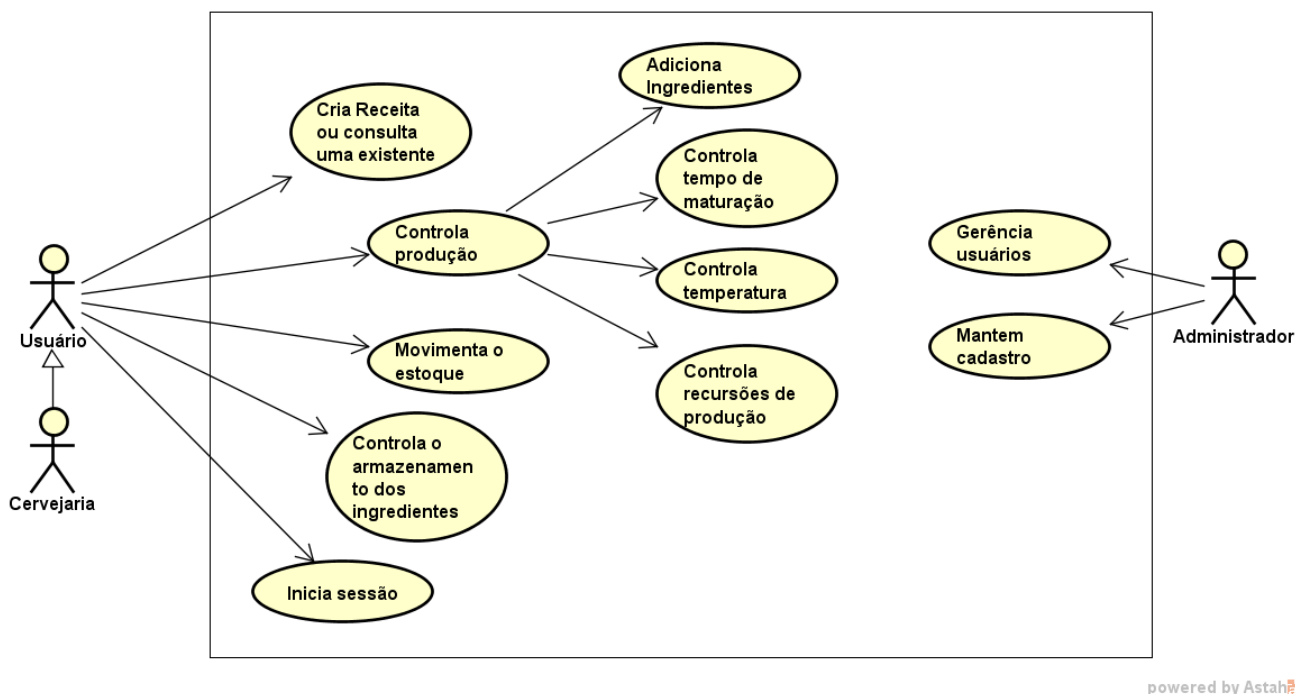 Adiciona
Ingredientes
Cria Receita
ou consulta
uma existente
Controla
tempo de
maturação
Controla
produção
Gerência
usuários
Controla
temperatura
Usuário
Administrador
Movimenta o
estoque
Mantem
cadastro
Controla
recursões de
produção
Controla o
armazenamen
to dos
ingredientes
Cervejaria
Inicia sessão
powered by Astah